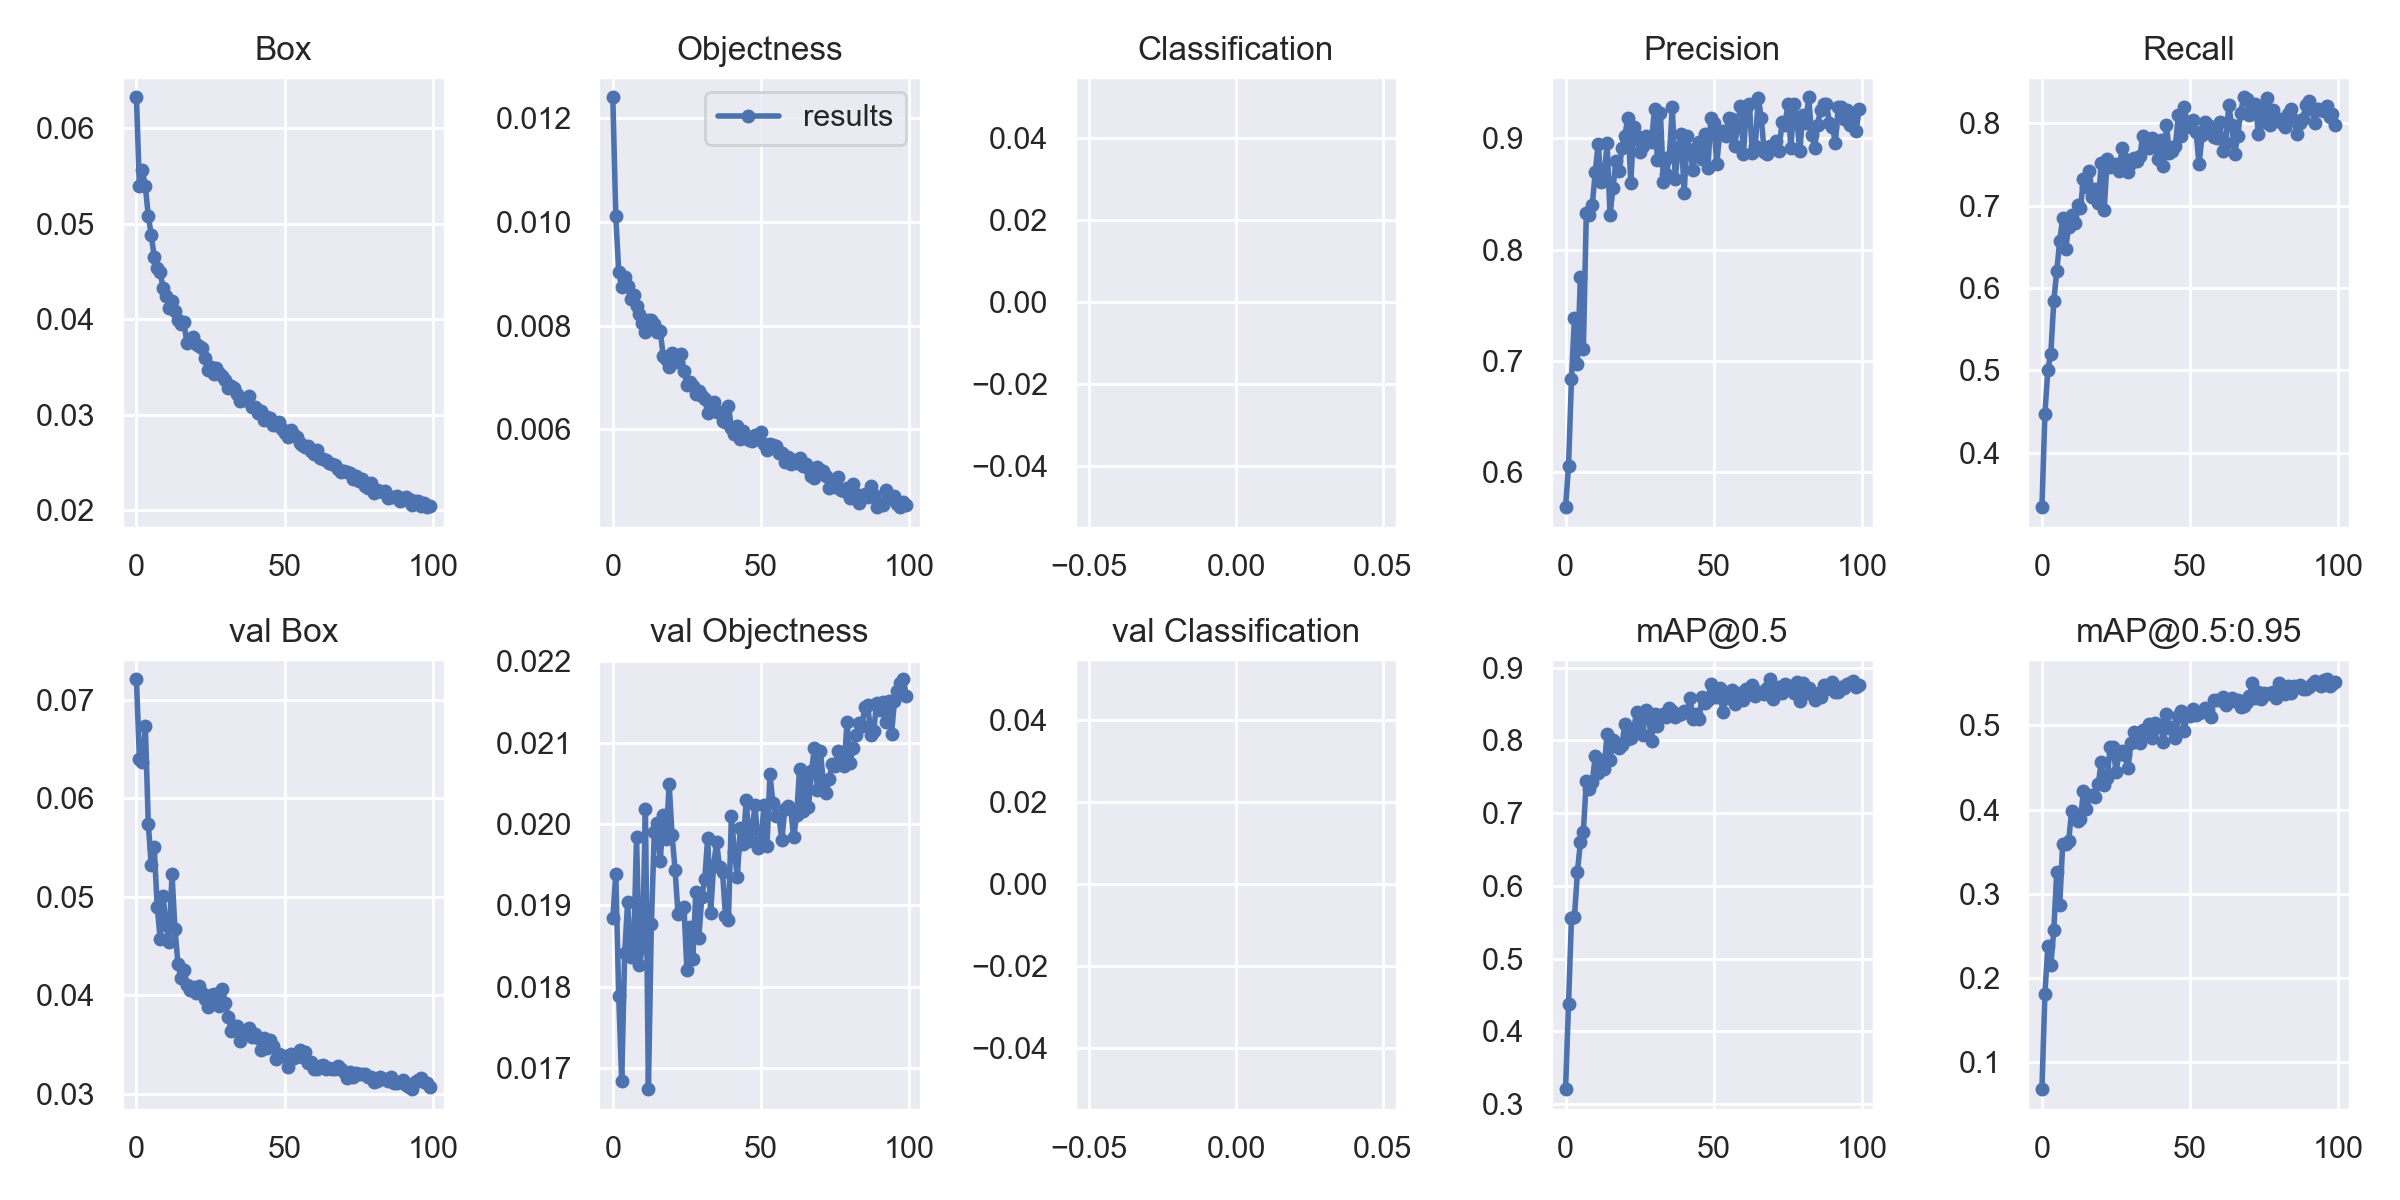 Box
0.06
0.05
0.04
0.03
0.02
0 50 100
Objectness
results
0.012
0.010
0.008
0.006
0 50 100
Classification
0.04
0.02
0.00
−0.02
−0.04
−0.05 0.00 0.05
Precision
0.9
0.8
0.7
0.6
0 50 100
Recall
0.8
0.7
0.6
0.5
0.4
0 50 100
val Box
0.07
0.06
0.05
0.04
0.03
0 50 100
val Objectness
0.022
0.021
0.020
0.019
0.018
0.017
0 50 100
val Classification
0.04
0.02
0.00
−0.02
−0.04
−0.05 0.00 0.05
mAP@0.5
0.9
0.8
0.7
0.6
0.5
0.4
0.3
0 50 100
mAP@0.5:0.95
0.5
0.4
0.3
0.2
0.1
0 50 100